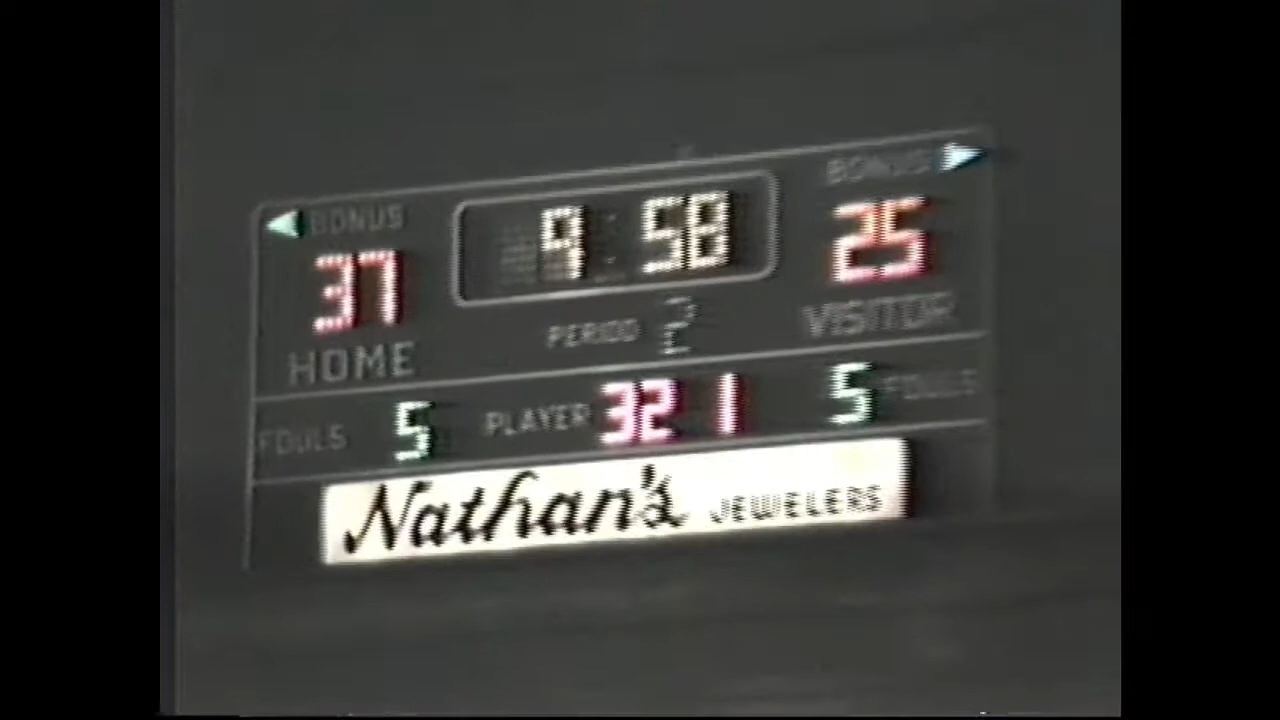 ◀ BONUS 9:58 BONUS ▶
37 25
HOME PERIOD 2 VISITOR
FOULS 5 PLAYER 32 1 5 FOULS
Nathan's JEWELERS